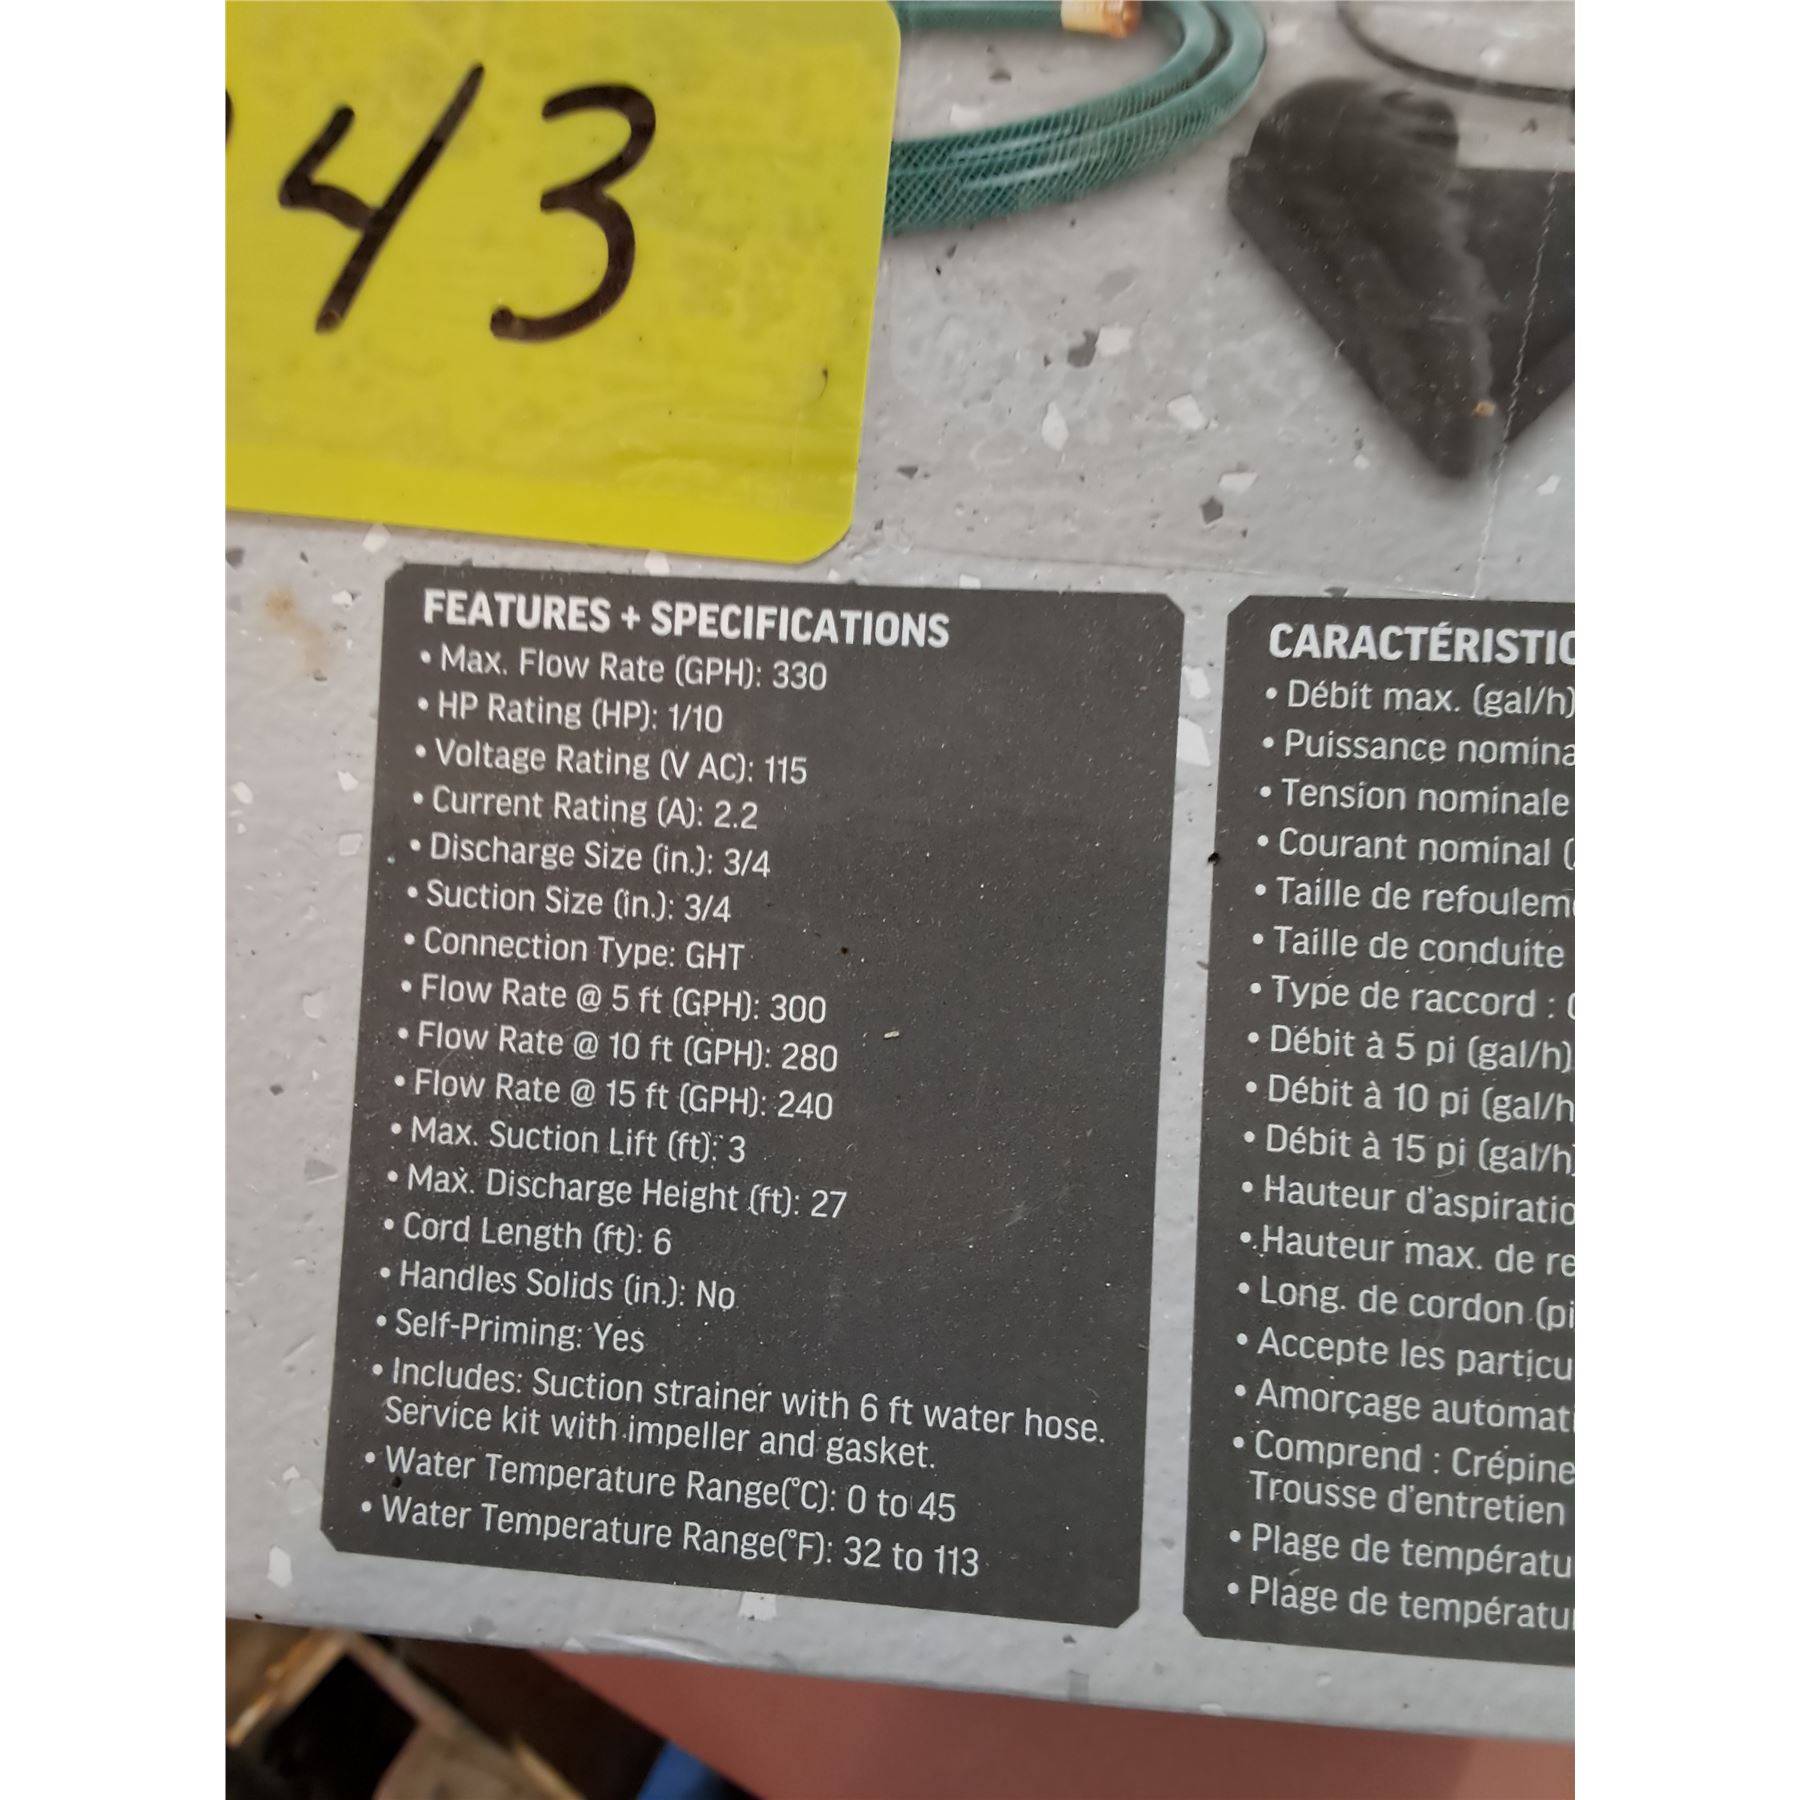 43
FEATURES + SPECIFICATIONS
• Max. Flow Rate (GPH): 330
• HP Rating (HP): 1/10
• Voltage Rating (V AC): 115
• Current Rating (A): 2.2
• Discharge Size (in.): 3/4
• Suction Size (in.): 3/4
• Connection Type: GHT
• Flow Rate @ 5 ft (GPH): 300
• Flow Rate @ 10 ft (GPH): 280
• Flow Rate @ 15 ft (GPH): 240
• Max. Suction Lift (ft): 3
• Max. Discharge Height (ft): 27
• Cord Length (ft): 6
• Handles Solids (in.): No
• Self-Priming: Yes
• Includes: Suction strainer with 6 ft water hose.
Service kit with impeller and gasket.
• Water Temperature Range(°C): 0 to 45
• Water Temperature Range(°F): 32 to 113
CARACTÉRISTIC
• Débit max. (gal/h)
• Puissance nomina
• Tension nominale
• Courant nominal (
• Taille de refoulem
• Taille de conduite
• Type de raccord :
• Débit à 5 pi (gal/h)
• Débit à 10 pi (gal/h
• Débit à 15 pi (gal/h)
• Hauteur d'aspiratio
• Hauteur max. de re
• Long. de cordon (pi
• Accepte les particu
• Amorçage automati
• Comprend : Crépine
Trousse d'entretien
• Plage de températu
• Plage de températu